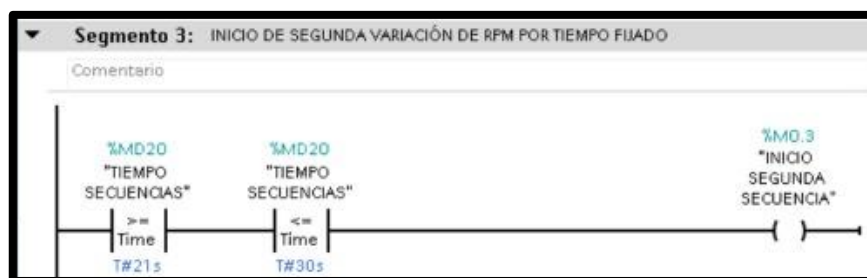 Segmento 3: INICIO DE SEGUNDA VARIACIÓN DE RPM POR TIEMPO FIJADO
Comentario
%MD20
"TIEMPO
SECUENCIAS"
>=
Time
T#21s
%MD20
"TIEMPO
SECUENCIAS"
<=
Time
T#30s
%M0.3
"INICIO
SEGUNDA
SECUENCIA"
( )